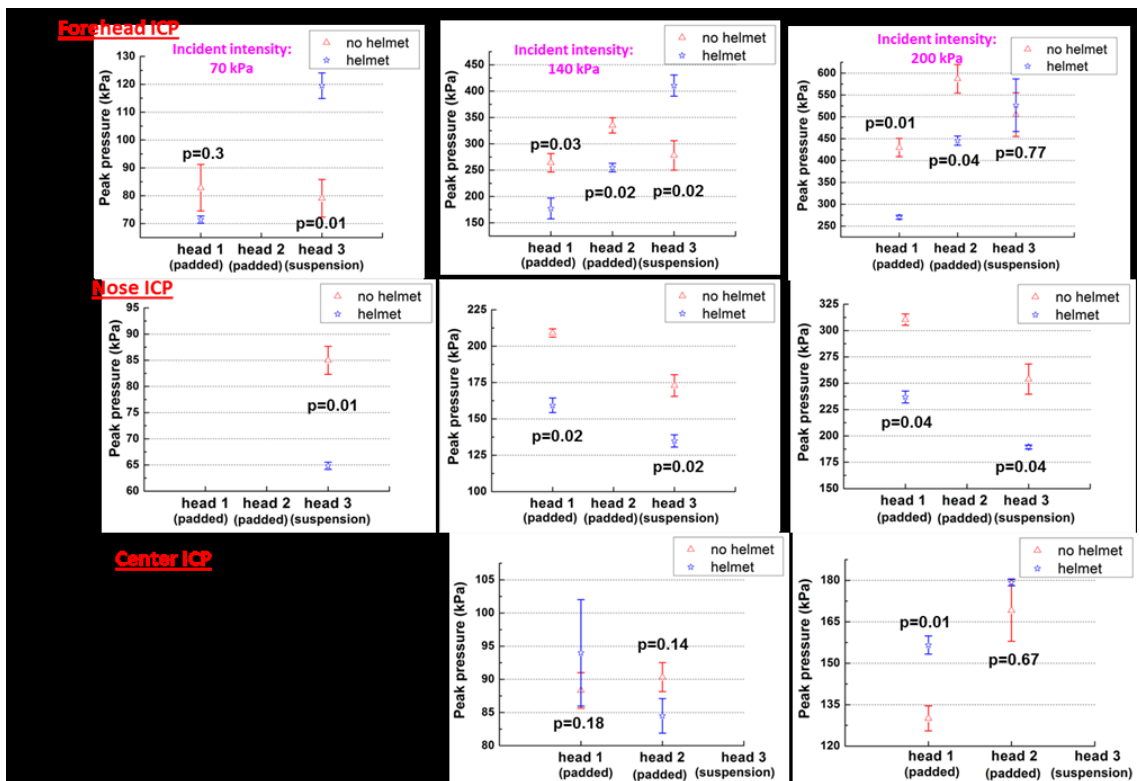 Forehead ICP
Incident intensity:
70 kPa
no helmet
helmet
Peak pressure (kPa)
130
120
110
100
90
80
70
p=0.3
p=0.01
head 1 head 2 head 3
(padded) (padded) (suspension)
Incident intensity:
140 kPa
no helmet
helmet
Peak pressure (kPa)
450
400
350
300
250
200
150
p=0.03
p=0.02
p=0.02
head 1 head 2 head 3
(padded) (padded) (suspension)
Incident intensity:
200 kPa
no helmet
helmet
Peak pressure (kPa)
600
550
500
450
400
350
300
250
p=0.01
p=0.04
p=0.77
head 1 head 2 head 3
(padded) (padded) (suspension)
Nose ICP
no helmet
helmet
Peak pressure (kPa)
95
90
85
80
75
70
65
60
p=0.01
head 1 head 2 head 3
(padded) (padded) (suspension)
no helmet
helmet
Peak pressure (kPa)
225
200
175
150
125
100
p=0.02
p=0.02
head 1 head 2 head 3
(padded) (padded) (suspension)
no helmet
helmet
Peak pressure (kPa)
325
300
275
250
225
200
175
150
p=0.04
p=0.04
head 1 head 2 head 3
(padded) (padded) (suspension)
Center ICP
no helmet
helmet
Peak pressure (kPa)
105
100
95
90
85
80
p=0.14
p=0.18
head 1 head 2 head 3
(padded) (padded) (suspension)
no helmet
helmet
Peak pressure (kPa)
180
165
150
135
120
p=0.01
p=0.67
head 1 head 2 head 3
(padded) (padded) (suspension)